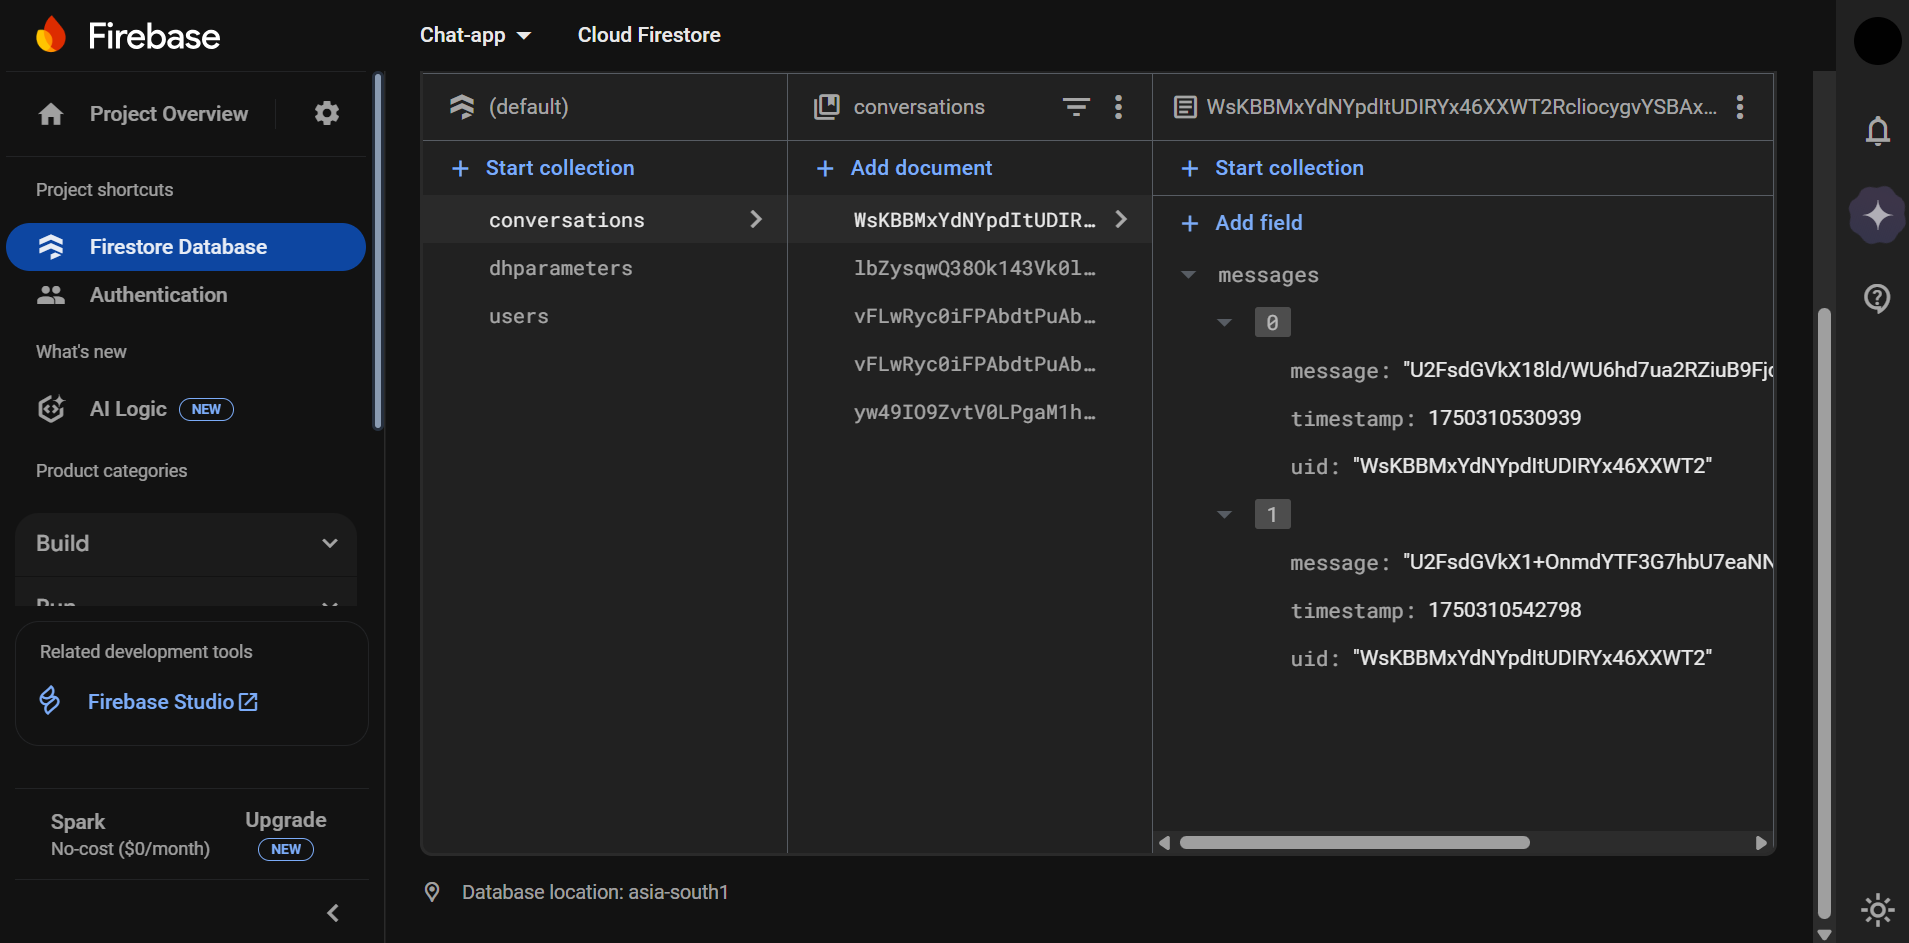 Firebase
Chat-app
Cloud Firestore
Project Overview
Project shortcuts
Firestore Database
Authentication
What's new
AI Logic
NEW
Product categories
Build
Run
Related development tools
Firebase Studio
Spark
No-cost ($0/month)
Upgrade
NEW
(default)
Start collection
conversations
dhparameters
users
conversations
Add document
WsKBBMxYdNYpdItUDIR…
lbZysqwQ38Ok143Vk0l…
vFLwRyc0iFPAbdtPuAb…
vFLwRyc0iFPAbdtPuAb…
yw49IO9ZvtV0LPgaM1h…
WsKBBMxYdNYpdItUDIRYx46XXWT2RcliocygvYSBAx...
Start collection
Add field
messages
0
message: "U2FsdGVkX18ld/WU6hd7ua2RZiuB9Fj
timestamp: 1750310530939
uid: "WsKBBMxYdNYpdItUDIRYx46XXWT2"
1
message: "U2FsdGVkX1+OnmdYTF3G7hbU7eaNN
timestamp: 1750310542798
uid: "WsKBBMxYdNYpdItUDIRYx46XXWT2"
Database location: asia-south1